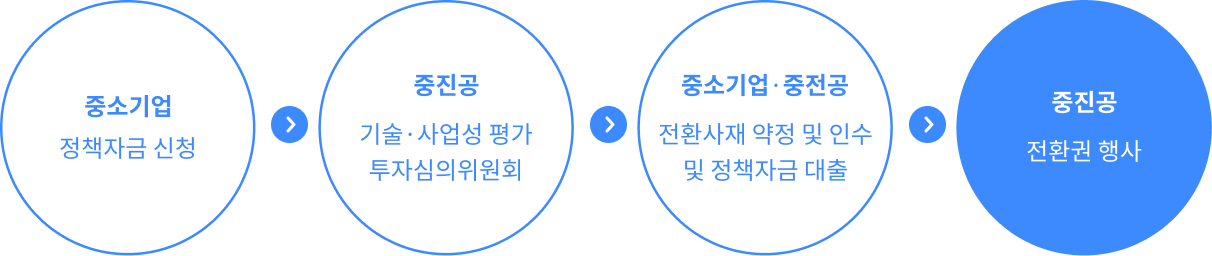 중소기업
정책자금 신청
중진공
기술·사업성 평가
투자심의위원회
중소기업·중전공
전환사재 약정 및 인수
및 정책자금 대출
중진공
전환권 행사